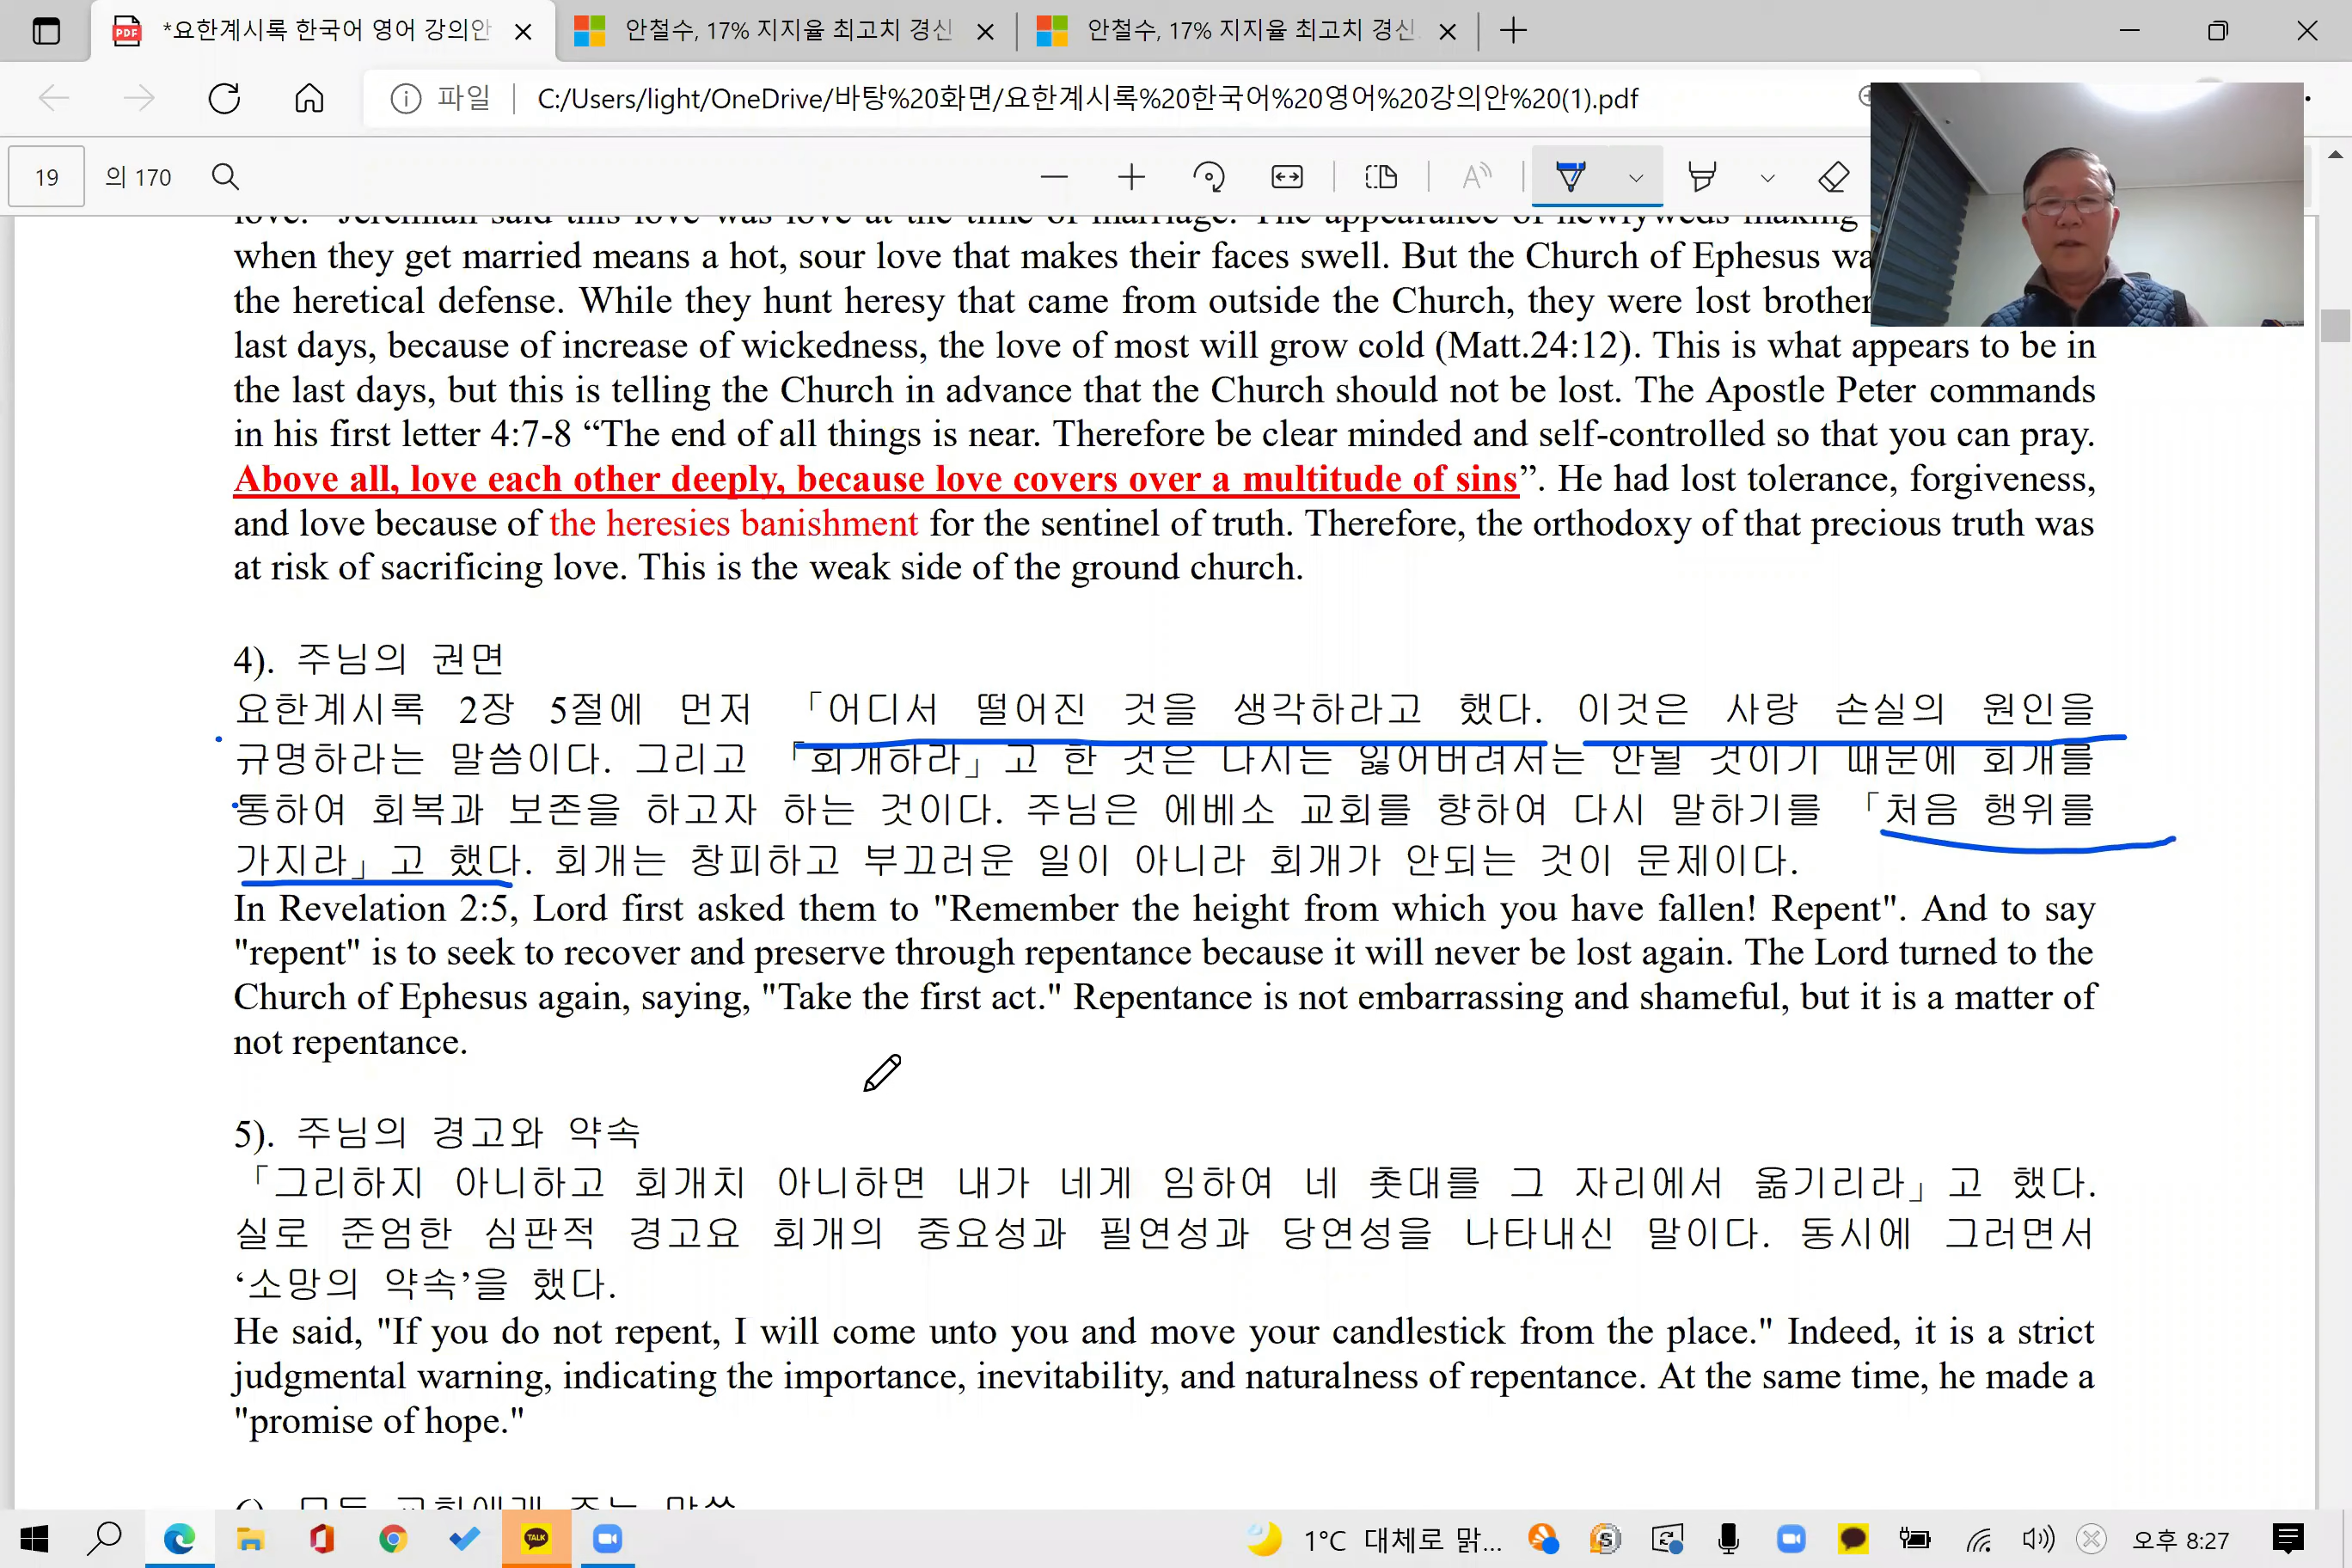 *요한계시록 한국어 영어 강의안
안철수, 17% 지지율 최고치 경신
안철수, 17% 지지율 최고치 경신
파일
C:/Users/light/OneDrive/바탕%20화면/요한계시록%20한국어%20영어%20강의안%20(1).pdf
19 의 170
love." Jeremiah said this love was love at the time of marriage. The appearance of newlyweds making
when they get married means a hot, sour love that makes their faces swell. But the Church of Ephesus
the heretical defense. While they hunt heresy that came from outside the Church, they were lost
last days, because of increase of wickedness, the love of most will grow cold (Matt.24:12). This is what appears to be in
the last days, but this is telling the Church in advance that the Church should not be lost. The Apostle Peter commands
in his first letter 4:7-8 “The end of all things is near. Therefore be clear minded and self-controlled so that you can pray.
Above all, love each other deeply, because love covers over a multitude of sins”. He had lost tolerance, forgiveness,
and love because of the heresies banishment for the sentinel of truth. Therefore, the orthodoxy of that precious truth was
at risk of sacrificing love. This is the weak side of the ground church.
4). 주님의 권면
요한계시록 2장 5절에 먼저 「어디서 떨어진 것을 생각하라고 했다. 이것은 사랑 손실의 원인을
규명하라는 말씀이다. 그리고 「회개하라」고 한 것은 다시는 잃어버려서는 안될 것이기 때문에 회개를
통하여 회복과 보존을 하고자 하는 것이다. 주님은 에베소 교회를 향하여 다시 말하기를 「처음 행위를
가지라」고 했다. 회개는 창피하고 부끄러운 일이 아니라 회개가 안되는 것이 문제이다.
In Revelation 2:5, Lord first asked them to "Remember the height from which you have fallen! Repent". And to say
"repent" is to seek to recover and preserve through repentance because it will never be lost again. The Lord turned to the
Church of Ephesus again, saying, "Take the first act." Repentance is not embarrassing and shameful, but it is a matter of
not repentance.
5). 주님의 경고와 약속
「그리하지 아니하고 회개치 아니하면 내가 네게 임하여 네 촛대를 그 자리에서 옮기리라」고 했다.
실로 준엄한 심판적 경고요 회개의 중요성과 필연성과 당연성을 나타내신 말이다. 동시에 그러면서
‘소망의 약속’을 했다.
He said, "If you do not repent, I will come unto you and move your candlestick from the place." Indeed, it is a strict
judgmental warning, indicating the importance, inevitability, and naturalness of repentance. At the same time, he made a
"promise of hope."
6). 모든 교회에게 주는 말씀
1°C 대체로 맑... 오후 8:27